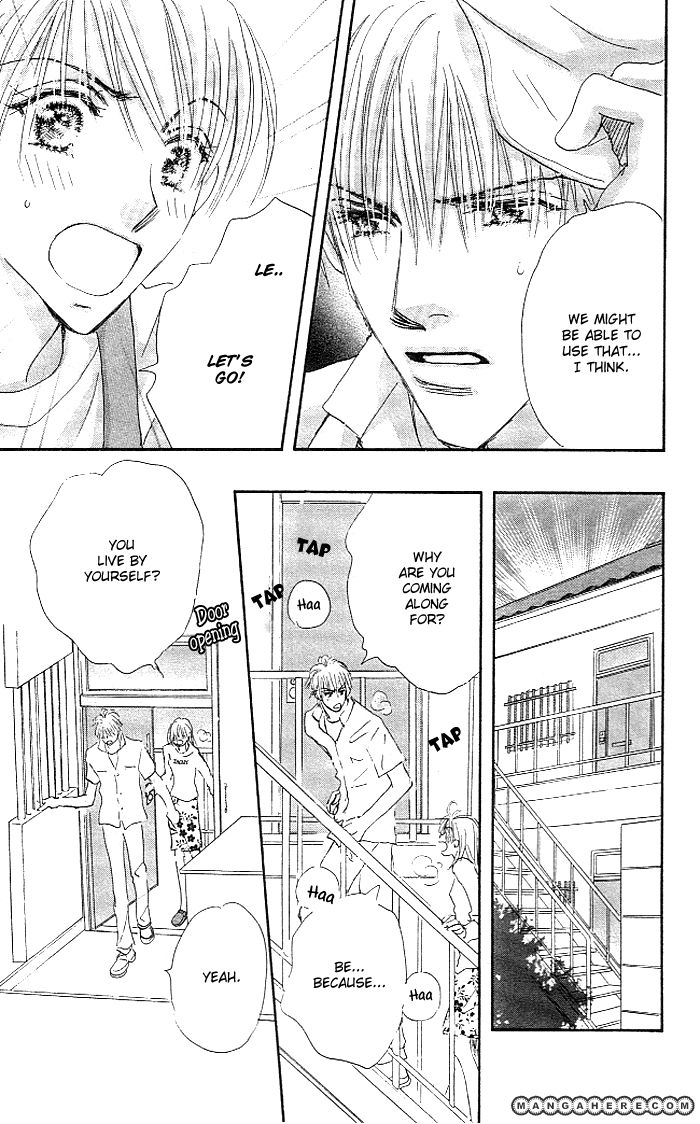 WE MIGHT
BE ABLE TO
USE THAT...
I THINK.
LE..
LET'S
GO!
WHY
ARE YOU
COMING
ALONG
FOR?
TAP
Haa
TAP
TAP
Haa
BE...
BECAUSE...
Haa
YOU
LIVE BY
YOURSELF?
Door
opening
YEAH.
MANGAHERE.COM